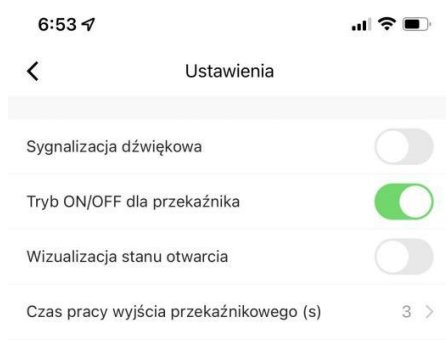 6:53
Ustawienia
Sygnalizacja dźwiękowa
Tryb ON/OFF dla przekaźnika
Wizualizacja stanu otwarcia
Czas pracy wyjścia przekaźnikowego (s) 3